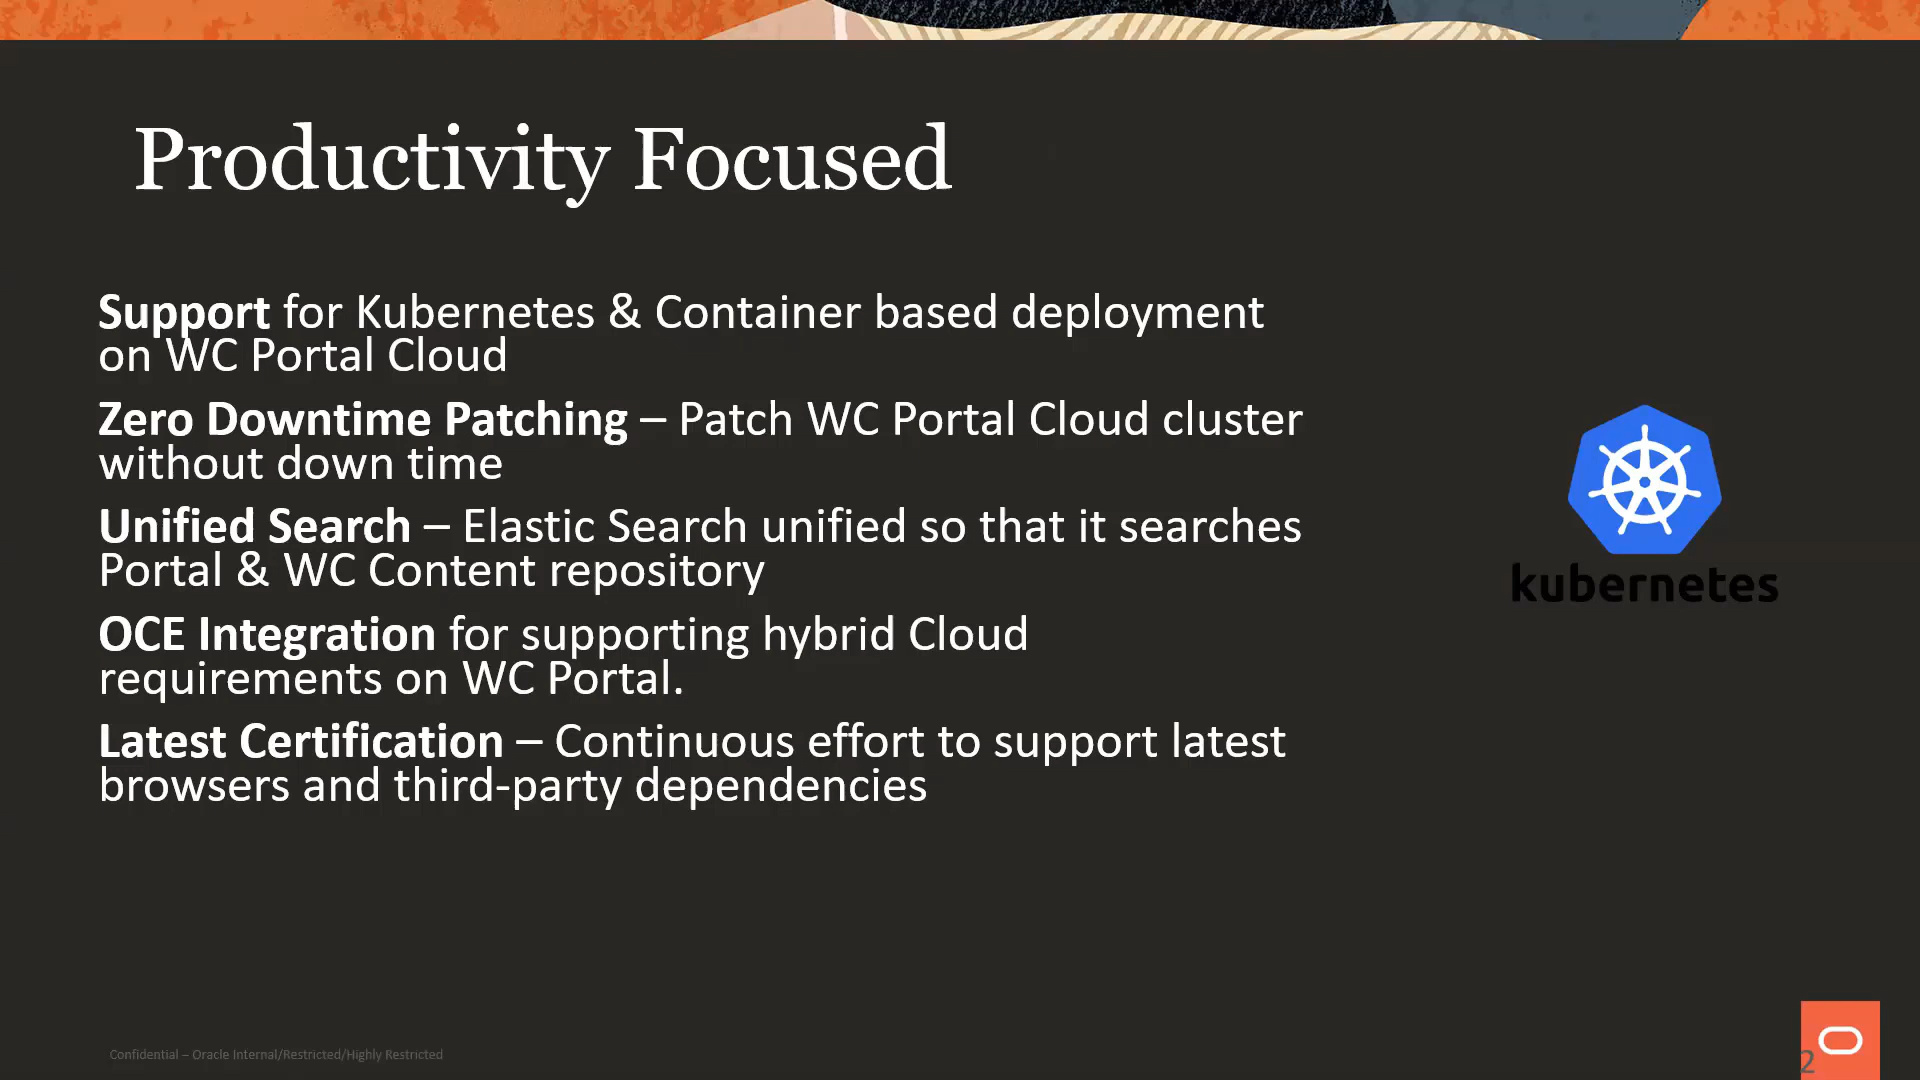 Productivity Focused
Support for Kubernetes & Container based deployment
on WC Portal Cloud
Zero Downtime Patching – Patch WC Portal Cloud cluster
without down time
Unified Search – Elastic Search unified so that it searches
Portal & WC Content repository
OCE Integration for supporting hybrid Cloud
requirements on WC Portal.
Latest Certification – Continuous effort to support latest
browsers and third-party dependencies
kubernetes
Confidential – Oracle Internal/Restricted/Highly Restricted
2